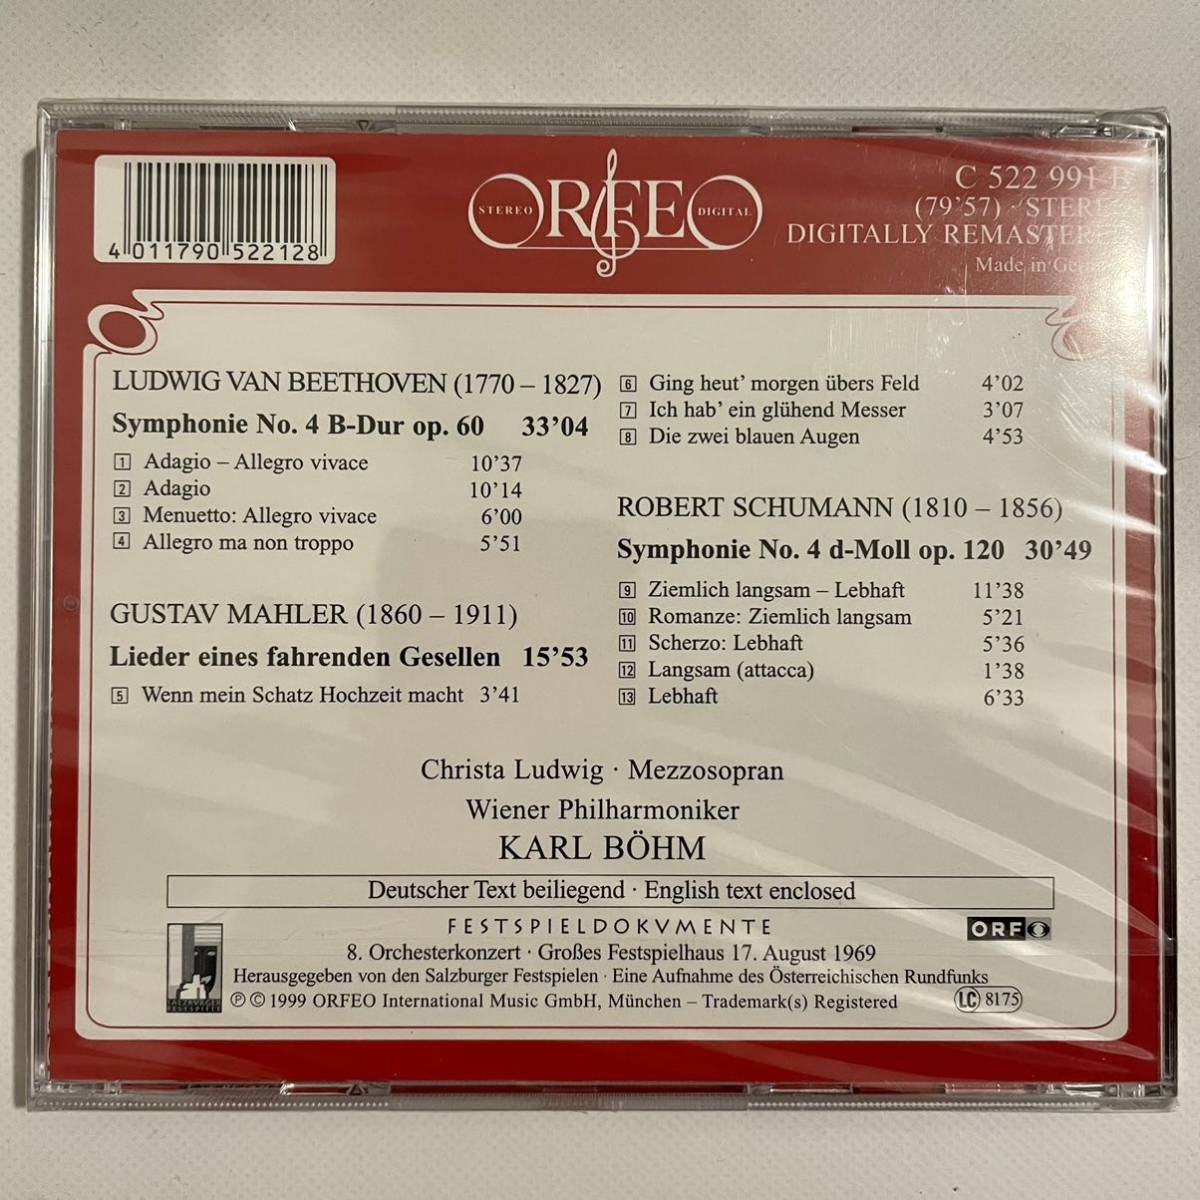 4 011790 522128
STEREO ORFEO DIGITAL
C 522 991 B
(79’57) · STEREO
DIGITALLY REMASTERED
Made in Germany
LUDWIG VAN BEETHOVEN (1770 – 1827)
Symphonie No. 4 B-Dur op. 60 33’04
1 Adagio – Allegro vivace 10’37
2 Adagio 10’14
3 Menuetto: Allegro vivace 6’00
4 Allegro ma non troppo 5’51
GUSTAV MAHLER (1860 – 1911)
Lieder eines fahrenden Gesellen 15’53
5 Wenn mein Schatz Hochzeit macht 3’41
6 Ging heut’ morgen übers Feld 4’02
7 Ich hab’ ein glühend Messer 3’07
8 Die zwei blauen Augen 4’53
ROBERT SCHUMANN (1810 – 1856)
Symphonie No. 4 d-Moll op. 120 30’49
9 Ziemlich langsam – Lebhaft 11’38
10 Romanze: Ziemlich langsam 5’21
11 Scherzo: Lebhaft 5’36
12 Langsam (attacca) 1’38
13 Lebhaft 6’33
Christa Ludwig · Mezzosopran
Wiener Philharmoniker
KARL BÖHM
Deutscher Text beiliegend · English text enclosed
FESTSPIELDOKVMENTE
ORF
8. Orchesterkonzert · Großes Festspielhaus 17. August 1969
Herausgegeben von den Salzburger Festspielen · Eine Aufnahme des Österreichischen Rundfunks
℗ © 1999 ORFEO International Music GmbH, München – Trademark(s) Registered
LC 8175
SALZBURGER
FESTSPIELE